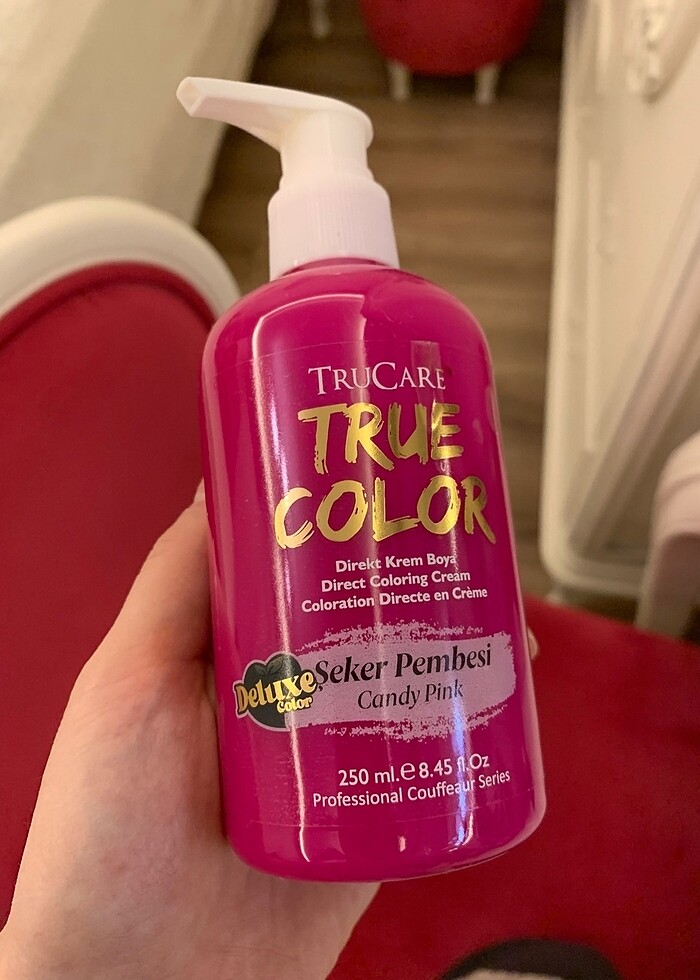 TRUCARE
TRUE
COLOR
Direkt Krem Boya
Direct Coloring Cream
Coloration Directe en Crème
Deluxe
Color
Şeker Pembesi
Candy Pink
250 ml.℮8.45 fl.Oz
Professional Couffeaur Series